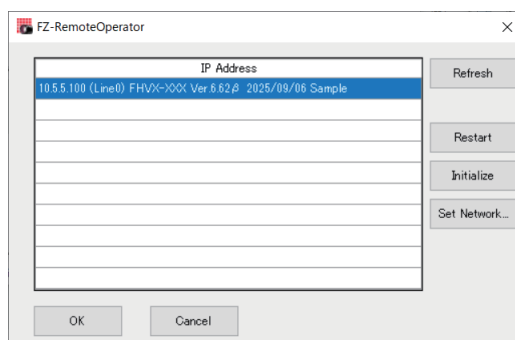 FZ-RemoteOperator
IP Address
10.5.5.100 (Line0) FHVX-XXX Ver.6.62β 2025/09/06 Sample
Refresh
Restart
Initialize
Set Network...
OK
Cancel